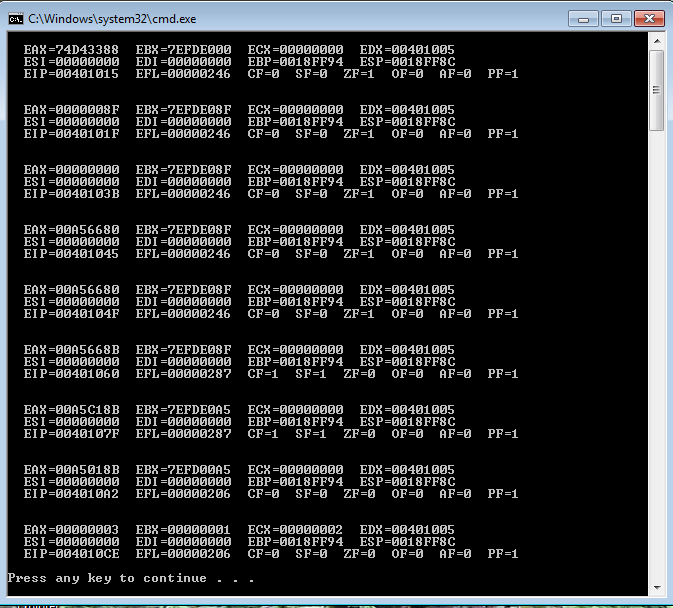 C:\Windows\system32\cmd.exe
EAX=74D43388 EBX=7EFDE000 ECX=00000000 EDX=00401005
ESI=00000000 EDI=00000000 EBP=0018FF94 ESP=0018FF8C
EIP=00401015 EFL=00000246 CF=0 SF=0 ZF=1 OF=0 AF=0 PF=1
EAX=0000008F EBX=7EFDE000 ECX=00000000 EDX=00401005
ESI=00000000 EDI=00000000 EBP=0018FF94 ESP=0018FF8C
EIP=0040101F EFL=00000246 CF=0 SF=0 ZF=1 OF=0 AF=0 PF=1
EAX=00000000 EBX=7EFDE08F ECX=00000000 EDX=00401005
ESI=00000000 EDI=00000000 EBP=0018FF94 ESP=0018FF8C
EIP=0040103B EFL=00000246 CF=0 SF=0 ZF=1 OF=0 AF=0 PF=1
EAX=00A56680 EBX=7EFDE08F ECX=00000000 EDX=00401005
ESI=00000000 EDI=00000000 EBP=0018FF94 ESP=0018FF8C
EIP=00401045 EFL=00000246 CF=0 SF=0 ZF=1 OF=0 AF=0 PF=1
EAX=00A56680 EBX=7EFDE08F ECX=00000000 EDX=00401005
ESI=00000000 EDI=00000000 EBP=0018FF94 ESP=0018FF8C
EIP=0040104F EFL=00000246 CF=0 SF=0 ZF=1 OF=0 AF=0 PF=1
EAX=00A5668B EBX=7EFDE08F ECX=00000000 EDX=00401005
ESI=00000000 EDI=00000000 EBP=0018FF94 ESP=0018FF8C
EIP=00401060 EFL=00000287 CF=1 SF=1 ZF=0 OF=0 AF=0 PF=1
EAX=00A5C18B EBX=7EFDE0A5 ECX=00000000 EDX=00401005
ESI=00000000 EDI=00000000 EBP=0018FF94 ESP=0018FF8C
EIP=0040107F EFL=00000287 CF=1 SF=1 ZF=0 OF=0 AF=0 PF=1
EAX=00A5018B EBX=7EFD00A5 ECX=00000000 EDX=00401005
ESI=00000000 EDI=00000000 EBP=0018FF94 ESP=0018FF8C
EIP=004010A2 EFL=00000206 CF=0 SF=0 ZF=0 OF=0 AF=0 PF=1
EAX=00000003 EBX=00000001 ECX=00000002 EDX=00401005
ESI=00000000 EDI=00000000 EBP=0018FF94 ESP=0018FF8C
EIP=004010CE EFL=00000206 CF=0 SF=0 ZF=0 OF=0 AF=0 PF=1
Press any key to continue . . .